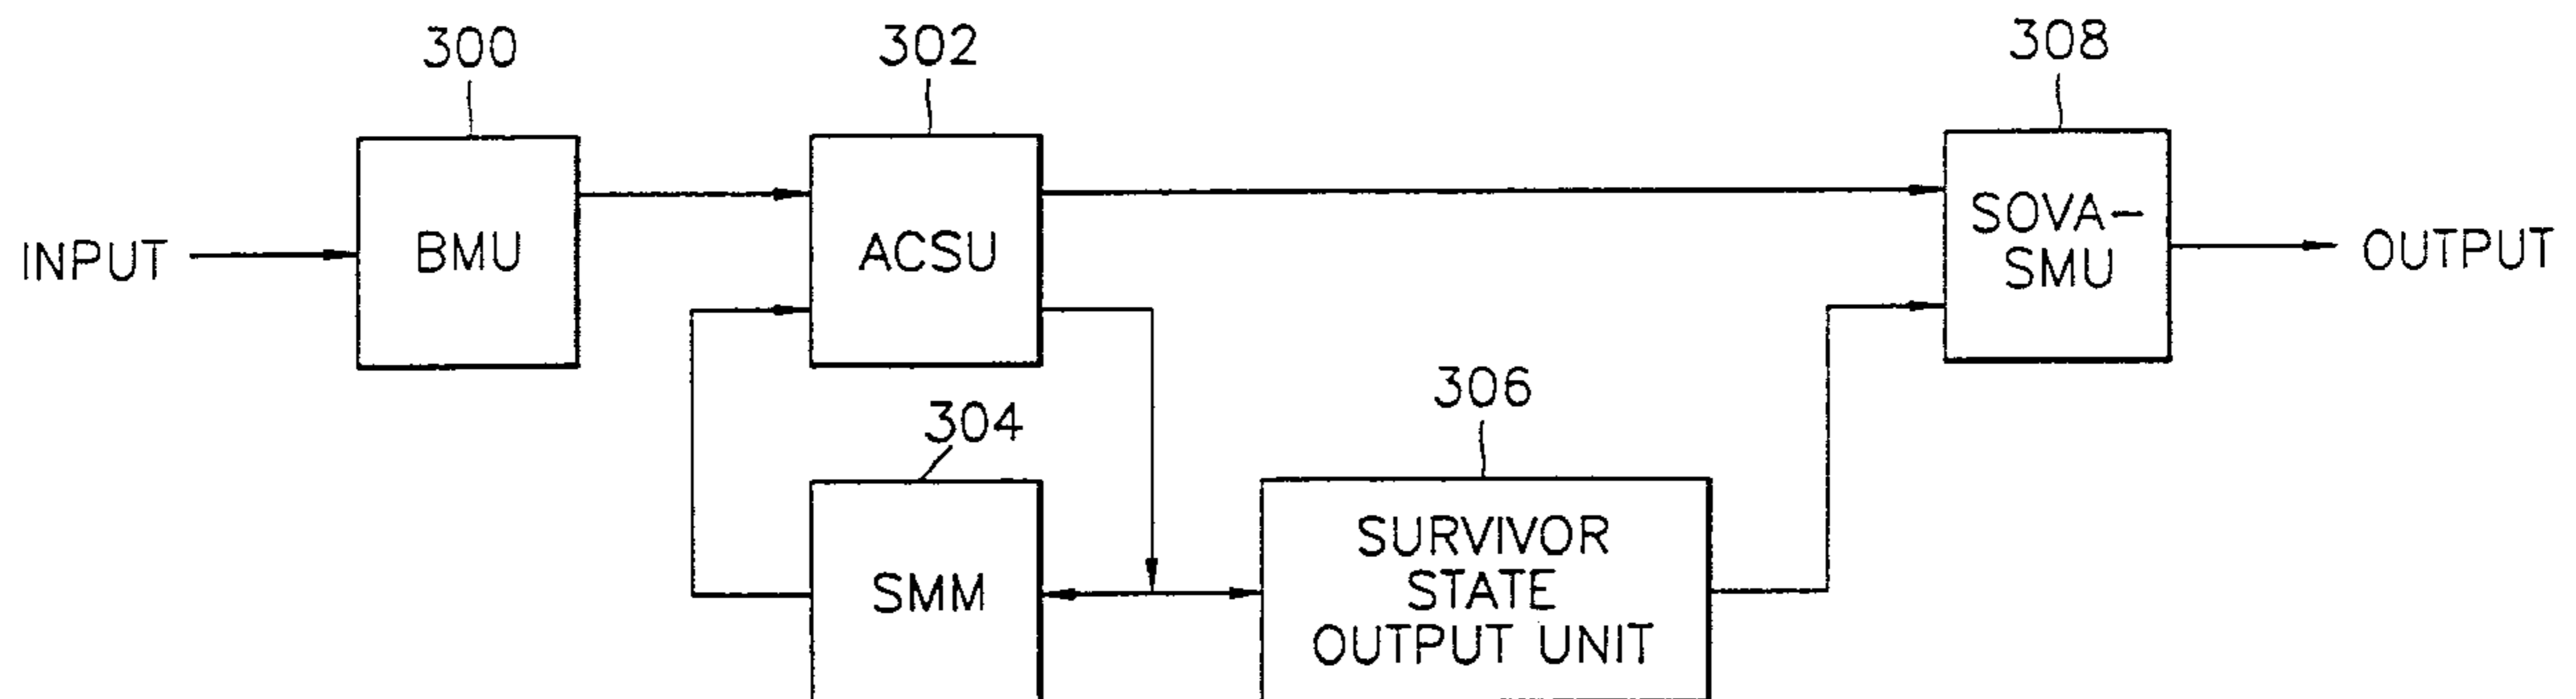 300
302
308
INPUT
BMU
ACSU
SOVA-
SMU
OUTPUT
304
306
SMM
SURVIVOR
STATE
OUTPUT UNIT